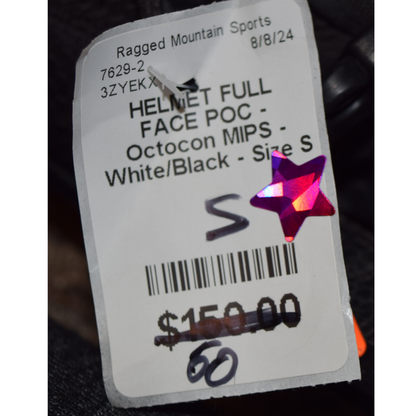 Ragged Mountain Sports
7629-2 8/8/24
3ZYEKX
HELMET FULL
FACE POC -
Octocon MIPS -
White/Black - Size S
S
$150.00
60